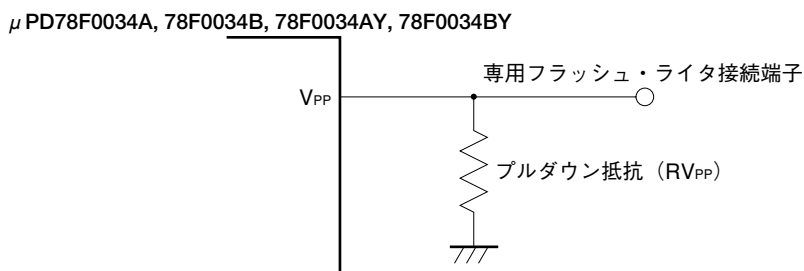 μPD78F0034A, 78F0034B, 78F0034AY, 78F0034BY
専用フラッシュ・ライタ接続端子
VPP
プルダウン抵抗（RVPP）